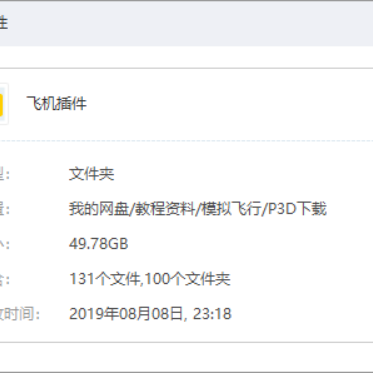 性
飞机插件
型： 文件夹
置： 我的网盘/教程资料/模拟飞行/P3D下载
小： 49.78GB
含： 131个文件,100个文件夹
改时间： 2019年08月08日, 23:18